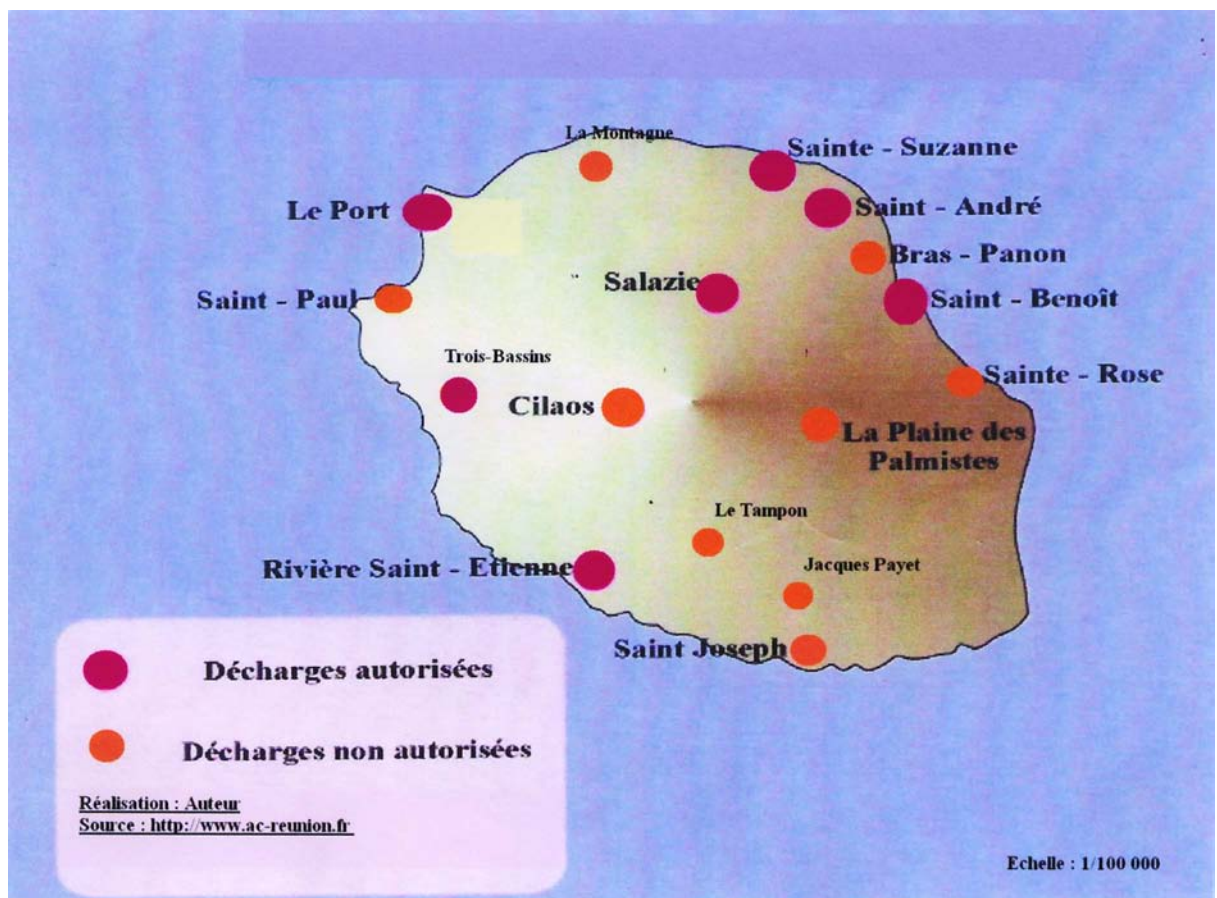 La Montagne
Sainte - Suzanne
Le Port
Saint - André
Bras - Panon
Salazie
Saint - Paul
Saint - Benoît
Trois-Bassins
Sainte - Rose
Cilaos
La Plaine des
Palmistes
Le Tampon
Rivière Saint - Etienne
Jacques Payet
Saint Joseph
Décharges autorisées
Décharges non autorisées
Réalisation : Auteur
Source : http://www.ac-reunion.fr
Echelle : 1/100 000